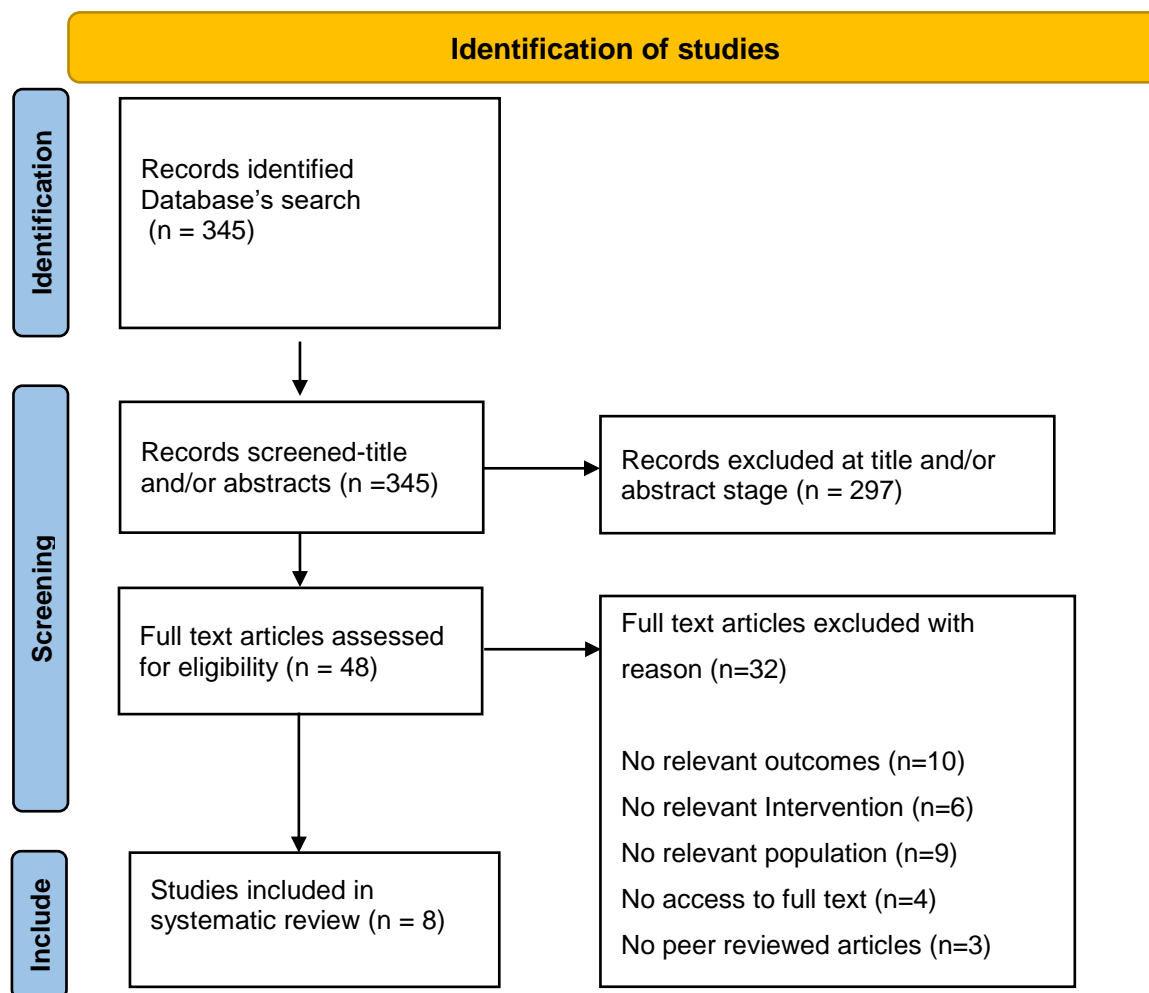 Identification of studies
Identification
Records identified
Database’s search
(n = 345)
Screening
Records screened-title
and/or abstracts (n =345)
Records excluded at title and/or
abstract stage (n = 297)
Full text articles assessed
for eligibility (n = 48)
Full text articles excluded with
reason (n=32)
No relevant outcomes (n=10)
No relevant Intervention (n=6)
No relevant population (n=9)
No access to full text (n=4)
No peer reviewed articles (n=3)
Include
Studies included in
systematic review (n = 8)